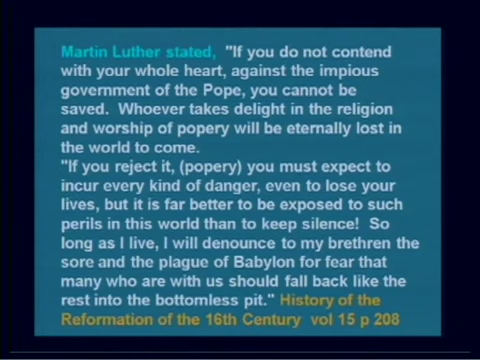 Martin Luther stated, "If you do not contend
with your whole heart, against the impious
government of the Pope, you cannot be
saved. Whoever takes delight in the religion
and worship of popery will be eternally lost in
the world to come.
"If you reject it, (popery) you must expect to
incur every kind of danger, even to lose your
lives, but it is far better to be exposed to such
perils in this world than to keep silence! So
long as I live, I will denounce to my brethren the
sore and the plague of Babylon for fear that
many who are with us should fall back like the
rest into the bottomless pit." History of the
Reformation of the 16th Century vol 15 p 208